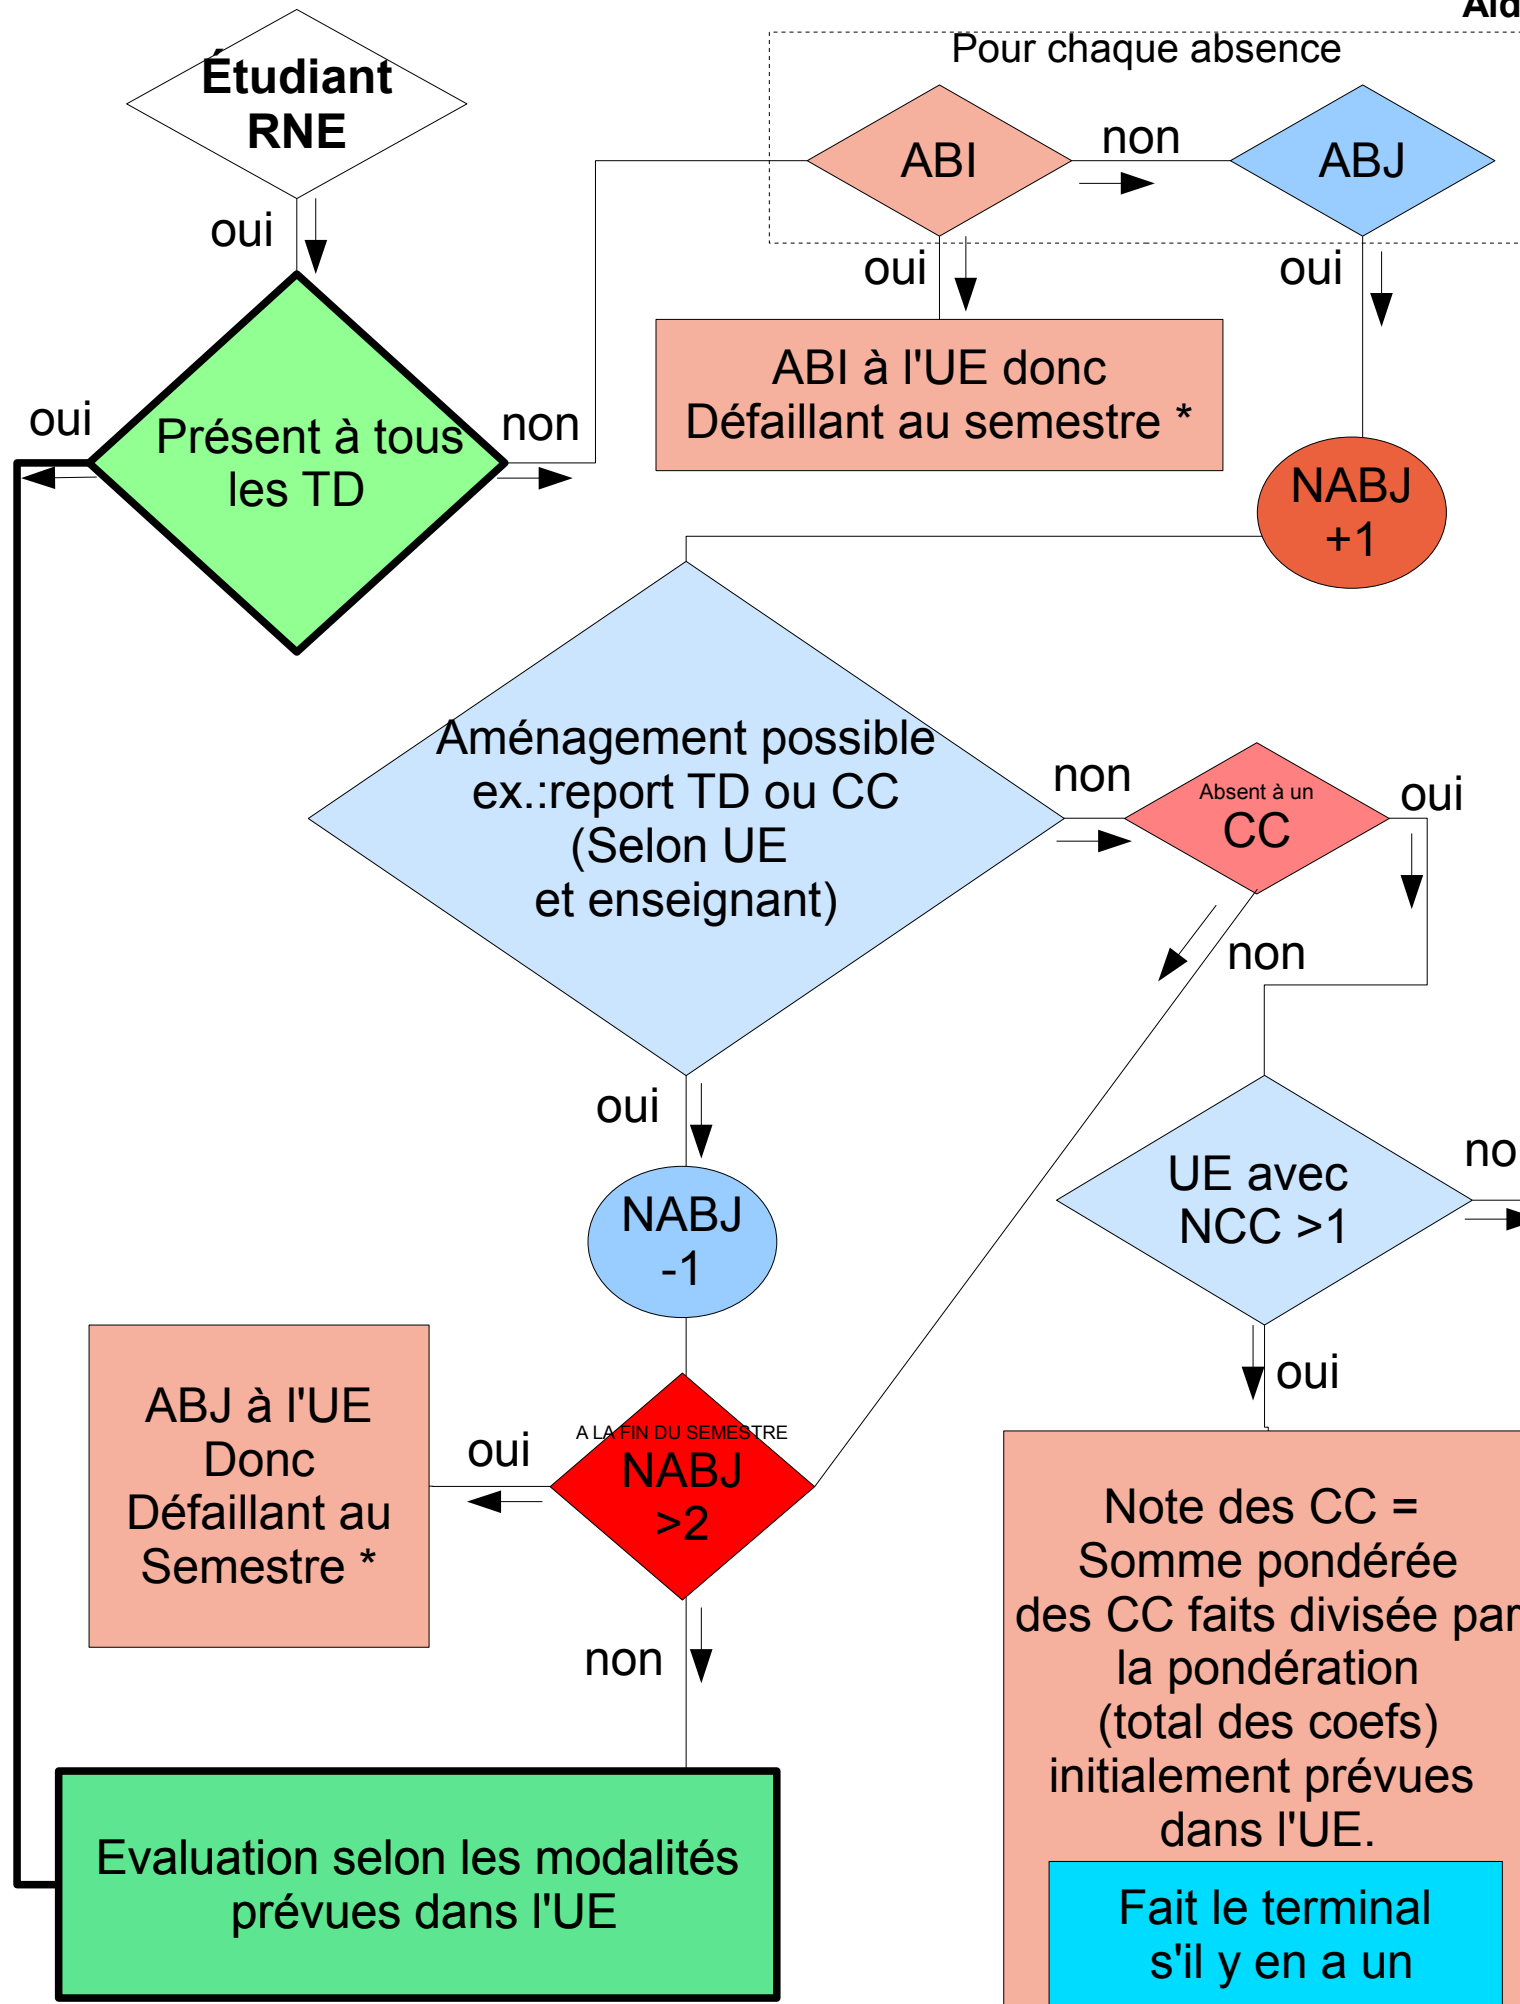 Aid
Pour chaque absence
Étudiant
RNE
ABI
non
ABJ
oui
oui
oui
ABI à l'UE donc
Défaillant au semestre *
oui
Présent à tous
les TD
non
NABJ
+1
Aménagement possible
ex.:report TD ou CC
(Selon UE
et enseignant)
non
Absent à un
CC
oui
non
oui
UE avec
NCC >1
no
NABJ
-1
oui
ABJ à l'UE
Donc
Défaillant au
Semestre *
oui
A LA FIN DU SEMESTRE
NABJ
>2
non
Note des CC =
Somme pondérée
des CC faits divisée par
la pondération
(total des coefs)
initialement prévues
dans l'UE.
Evaluation selon les modalités
prévues dans l'UE
Fait le terminal
s'il y en a un